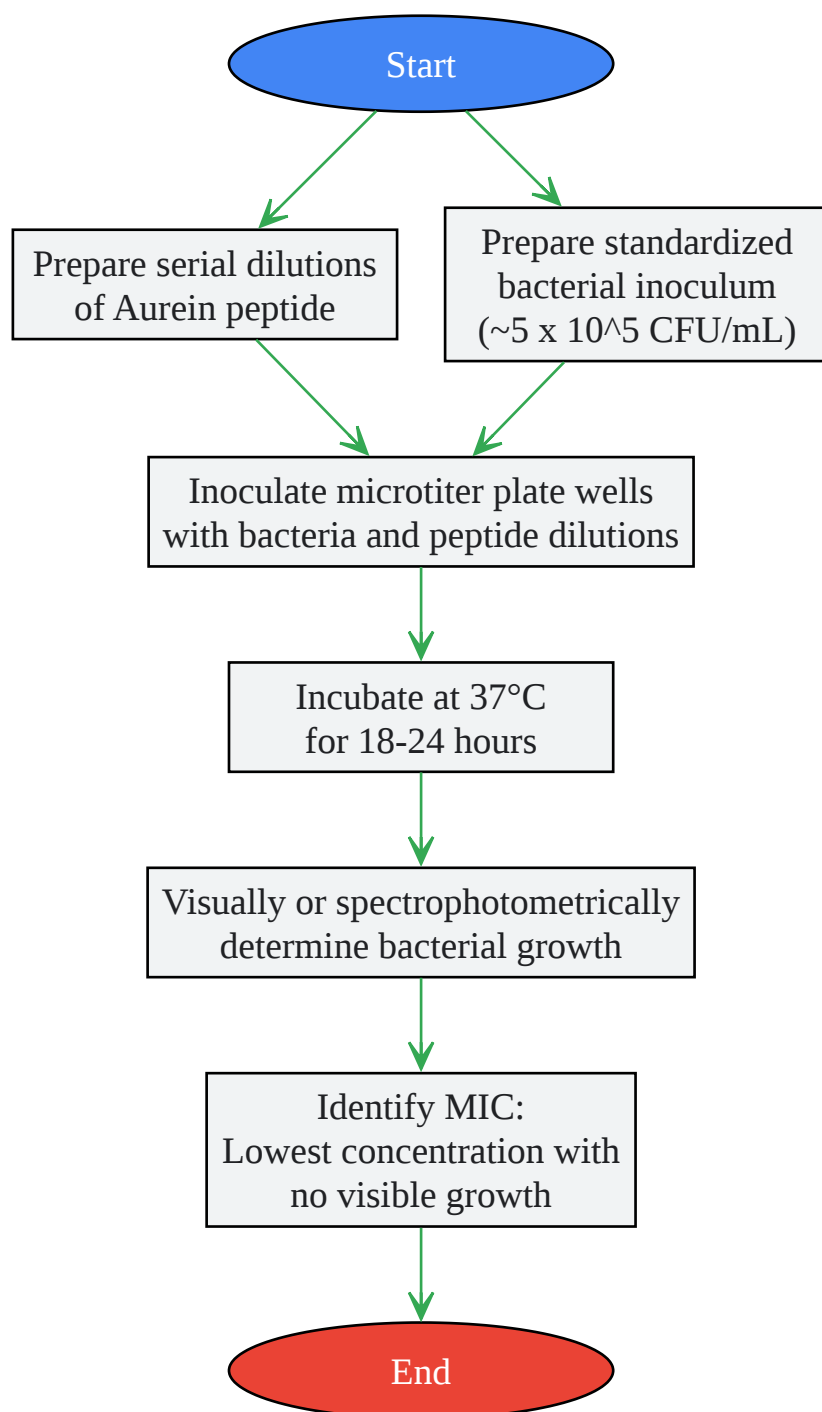 Start
Prepare serial dilutions
of Aurein peptide
Prepare standardized
bacterial inoculum
(~5 x 10^5 CFU/mL)
Inoculate microtiter plate wells
with bacteria and peptide dilutions
Incubate at 37°C
for 18-24 hours
Visually or spectrophotometrically
determine bacterial growth
Identify MIC:
Lowest concentration with
no visible growth
End